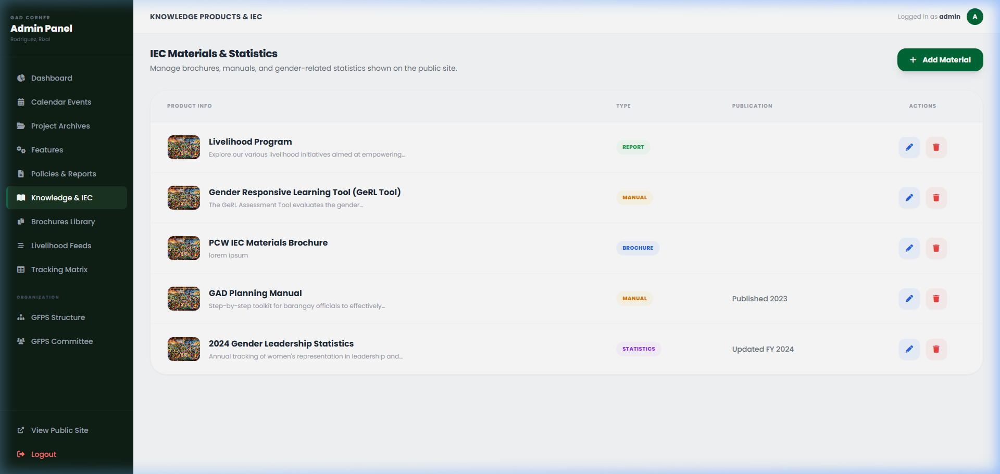 GAD CORNER
Admin Panel
Rodriguez, Rizal
Dashboard
Calendar Events
Project Archives
Features
Policies & Reports
Knowledge & IEC
Brochures Library
Livelihood Feeds
Tracking Matrix
ORGANIZATION
GFPS Structure
GFPS Committee
View Public Site
Logout
KNOWLEDGE PRODUCTS & IEC
Logged in as admin
A
IEC Materials & Statistics
Manage brochures, manuals, and gender-related statistics shown on the public site.
+ Add Material
PRODUCT INFO TYPE PUBLICATION ACTIONS
Livelihood Program
Explore our various livelihood initiatives aimed at empowering...
REPORT
Gender Responsive Learning Tool (GeRL Tool)
The GeRL Assessment Tool evaluates the gender...
MANUAL
PCW IEC Materials Brochure
lorem ipsum
BROCHURE
GAD Planning Manual
Step-by-step toolkit for barangay officials to effectively...
MANUAL
Published 2023
2024 Gender Leadership Statistics
Annual tracking of women's representation in leadership and...
STATISTICS
Updated FY 2024